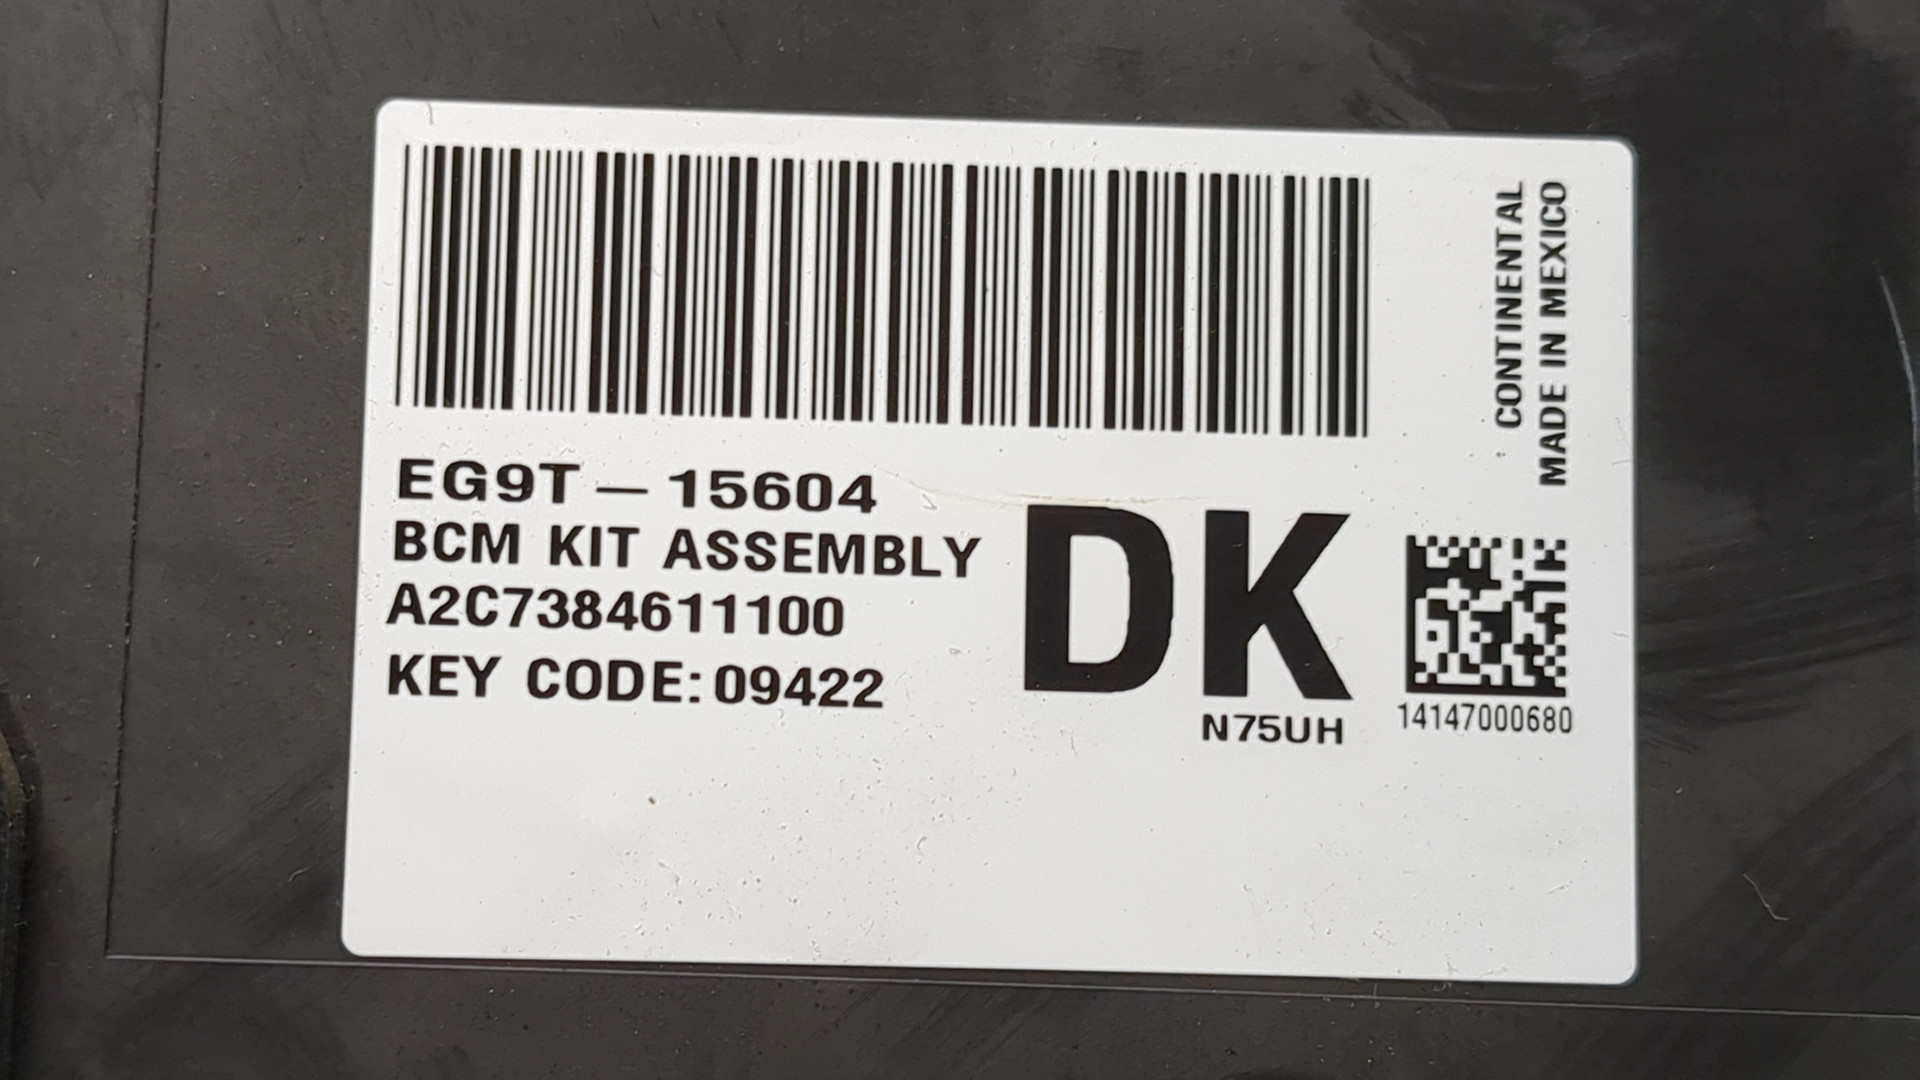 CONTINENTAL
MADE IN MEXICO
EG9T — 15604
BCM KIT ASSEMBLY
A2C7384611100
KEY CODE: 09422
DK
N75UH
14147000680